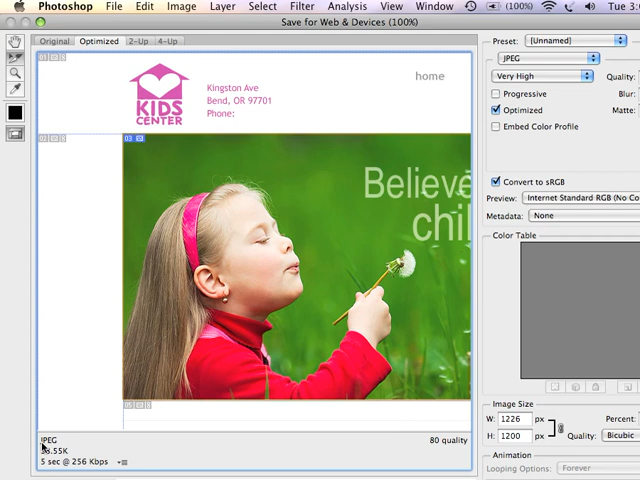 Photoshop File Edit Image Layer Select Filter Analysis View Window (100%) Tue 3:
Save for Web & Devices (100%)
Original Optimized 2-Up 4-Up
Preset: [Unnamed]
JPEG
Very High Quality:
Progressive Blur:
Optimized Matte:
Embed Color Profile
Convert to sRGB
Preview: Internet Standard RGB (No Co
Metadata: None
Color Table
01
home
KIDS
CENTER
Kingston Ave
Bend, OR 97701
Phone:
03
Believe
chil
05
JPEG
5 sec @ 256 Kbps
80 quality
Image Size
W: 1226 px Percent:
H: 1200 px Quality: Bicubic
Animation
Looping Options: Forever